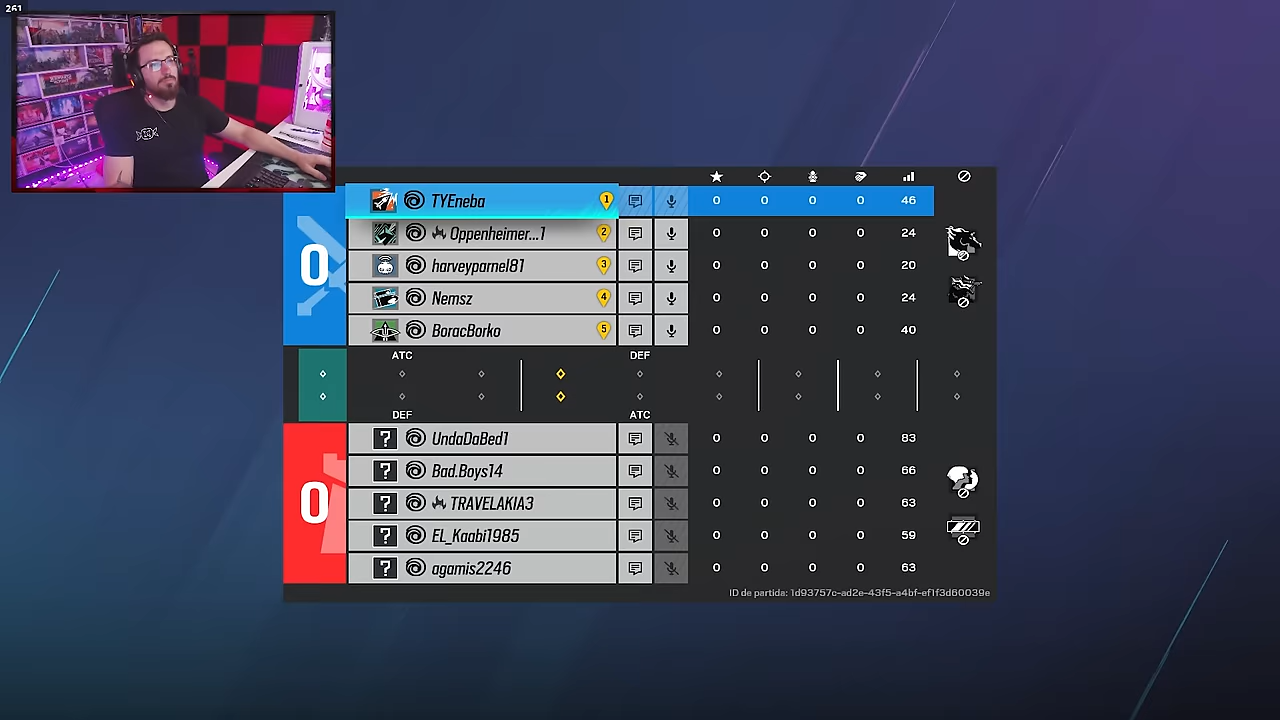 261
TYEneba 1 0 0 0 0 46
Oppenheimer...1 2 0 0 0 0 24
harveyparnel81 3 0 0 0 0 20
Nemsz 4 0 0 0 0 24
BoracBorko 5 0 0 0 0 40
0
ATC DEF
DEF ATC
? UndaDaBed1 0 0 0 0 83
? Bad.Boys14 0 0 0 0 66
? TRAVELAKIA3 0 0 0 0 63
? EL_Kaabi1985 0 0 0 0 59
? agamis2246 0 0 0 0 63
0
ID de partida: 1d93757c-ad2e-43f5-a4bf-ef1f3d60039e